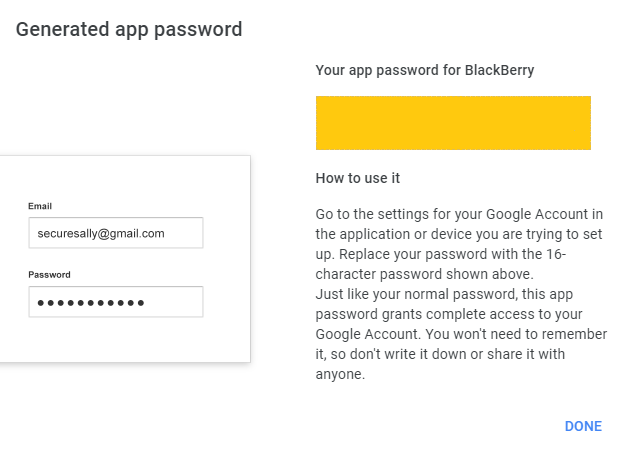 Generated app password
Your app password for BlackBerry
How to use it
Go to the settings for your Google Account in
the application or device you are trying to set
up. Replace your password with the 16-
character password shown above.
Just like your normal password, this app
password grants complete access to your
Google Account. You won't need to remember
it, so don't write it down or share it with
anyone.
Email
securesally@gmail.com
Password
●●●●●●●●●●●
DONE